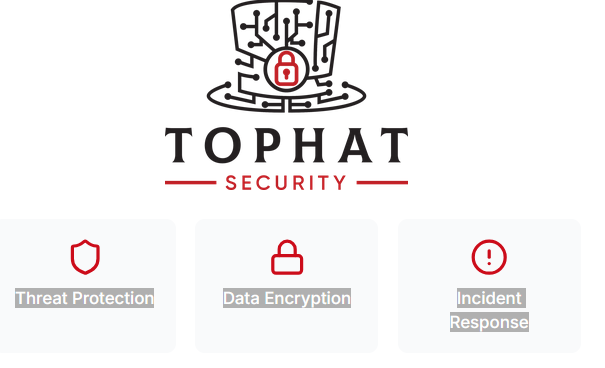 TOPHAT
SECURITY
Threat Protection
Data Encryption
Incident
Response